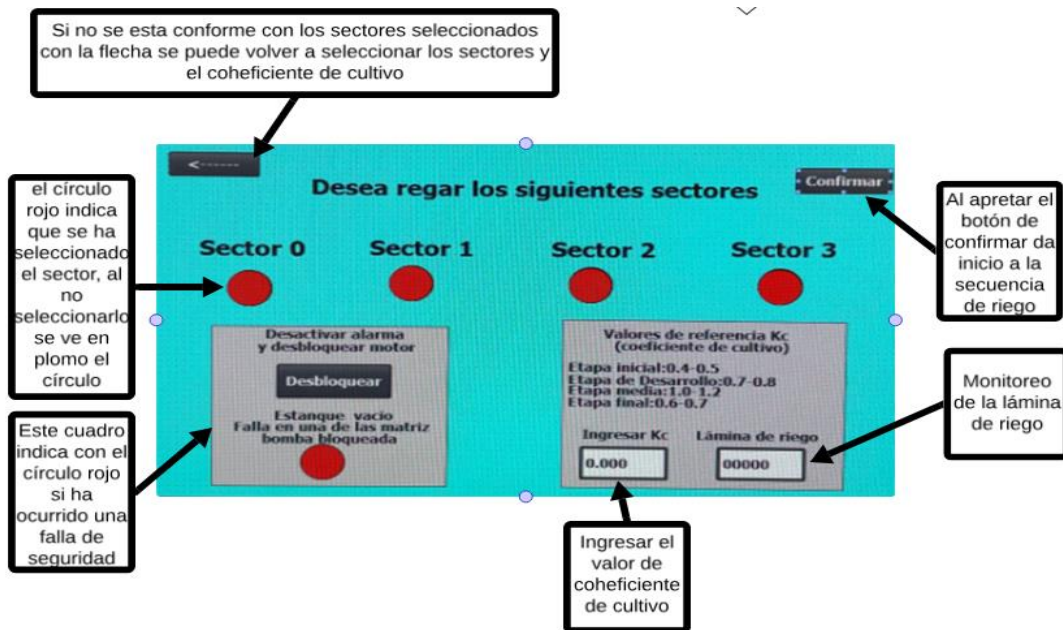 Si no se esta conforme con los sectores seleccionados
con la flecha se puede volver a seleccionar los sectores y
el coheficiente de cultivo
<------
Desea regar los siguientes sectores
Confirmar
Sector 0
Sector 1
Sector 2
Sector 3
el círculo
rojo indica
que se ha
seleccionado
el sector, al
no
seleccionarlo
se ve en
plomo el
círculo
Al apretar el
botón de
confirmar da
inicio a la
secuencia
de riego
Desactivar alarma
y desbloquear motor
Desbloquear
Estanque vacio
Falla en una de las matriz
bomba bloqueada
Valores de referencia Kc
(coeficiente de cultivo)
Etapa inicial:0.4-0.5
Etapa de Desarrollo:0.7-0.8
Etapa media:1.0-1.2
Etapa final:0.6-0.7
Ingresar Kc
Lámina de riego
0.000
00000
Monitoreo
de la lámina
de riego
Este cuadro
indica con el
círculo rojo
si ha
ocurrido una
falla de
seguridad
Ingresar el
valor de
coheficiente
de cultivo